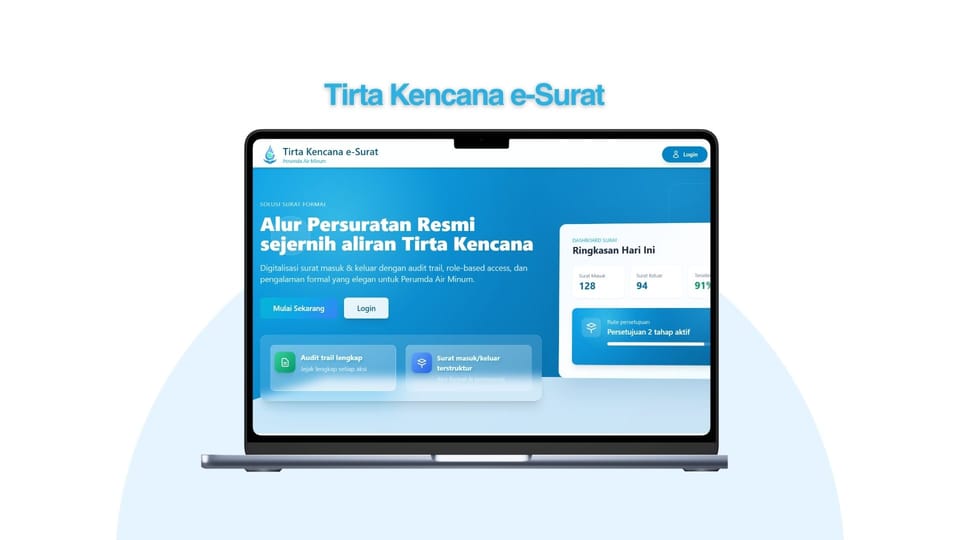 Tirta Kencana e-Surat
Tirta Kencana e-Surat
Perumda Air Minum
Login
SOLUSI SURAT FORMAL
Alur Persuratan Resmi
sejernih aliran Tirta Kencana
Digitalisasi surat masuk & keluar dengan audit trail, role-based access, dan
pengalaman formal yang elegan untuk Perumda Air Minum.
Mulai Sekarang
Login
Audit trail lengkap
Jejak lengkap setiap aksi
Surat masuk/keluar
terstruktur
DASHBOARD SURAT
Ringkasan Hari Ini
Surat Masuk
128
Surat Keluar
94
91%
Rute persetujuan
Persetujuan 2 tahap aktif